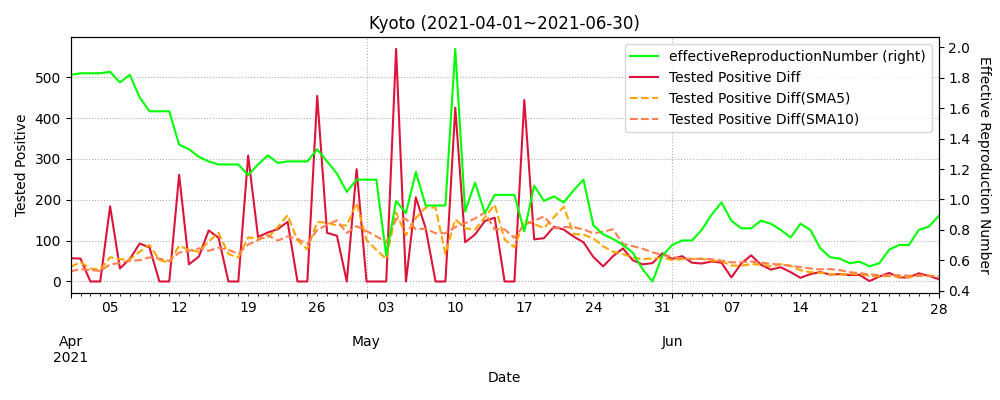 Kyoto (2021-04-01~2021-06-30)
effectiveReproductionNumber (right)
Tested Positive Diff
Tested Positive Diff(SMA5)
Tested Positive Diff(SMA10)
Tested Positive
500
400
300
200
100
0
2.0
1.8
1.6
1.4
1.2
1.0
0.8
0.6
0.4
Effective Reproduction Number
05 12 19 26 03 10 17 24 31 07 14 21 28
Apr May Jun
2021
Date